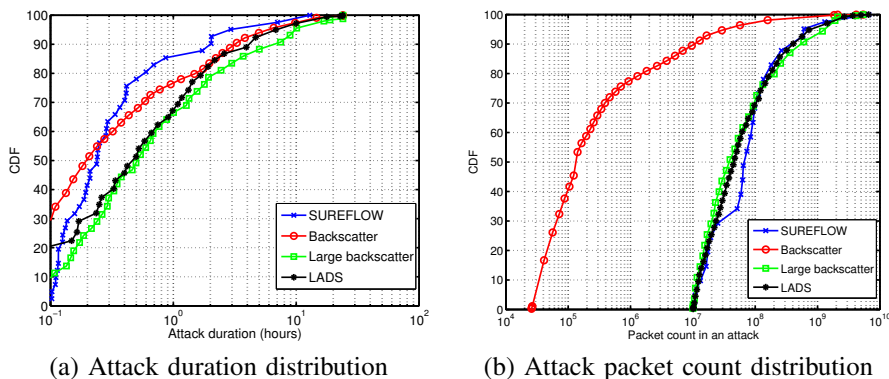 100
90
80
70
60
50
40
30
20
10
0
CDF
10^-1
10^0
10^1
10^2
Attack duration (hours)
SUREFLOW
Backscatter
Large backscatter
LADS
(a) Attack duration distribution
100
90
80
70
60
50
40
30
20
10
0
CDF
10^4
10^5
10^6
10^7
10^8
10^9
10^10
Packet count in an attack
SUREFLOW
Backscatter
Large backscatter
LADS
(b) Attack packet count distribution